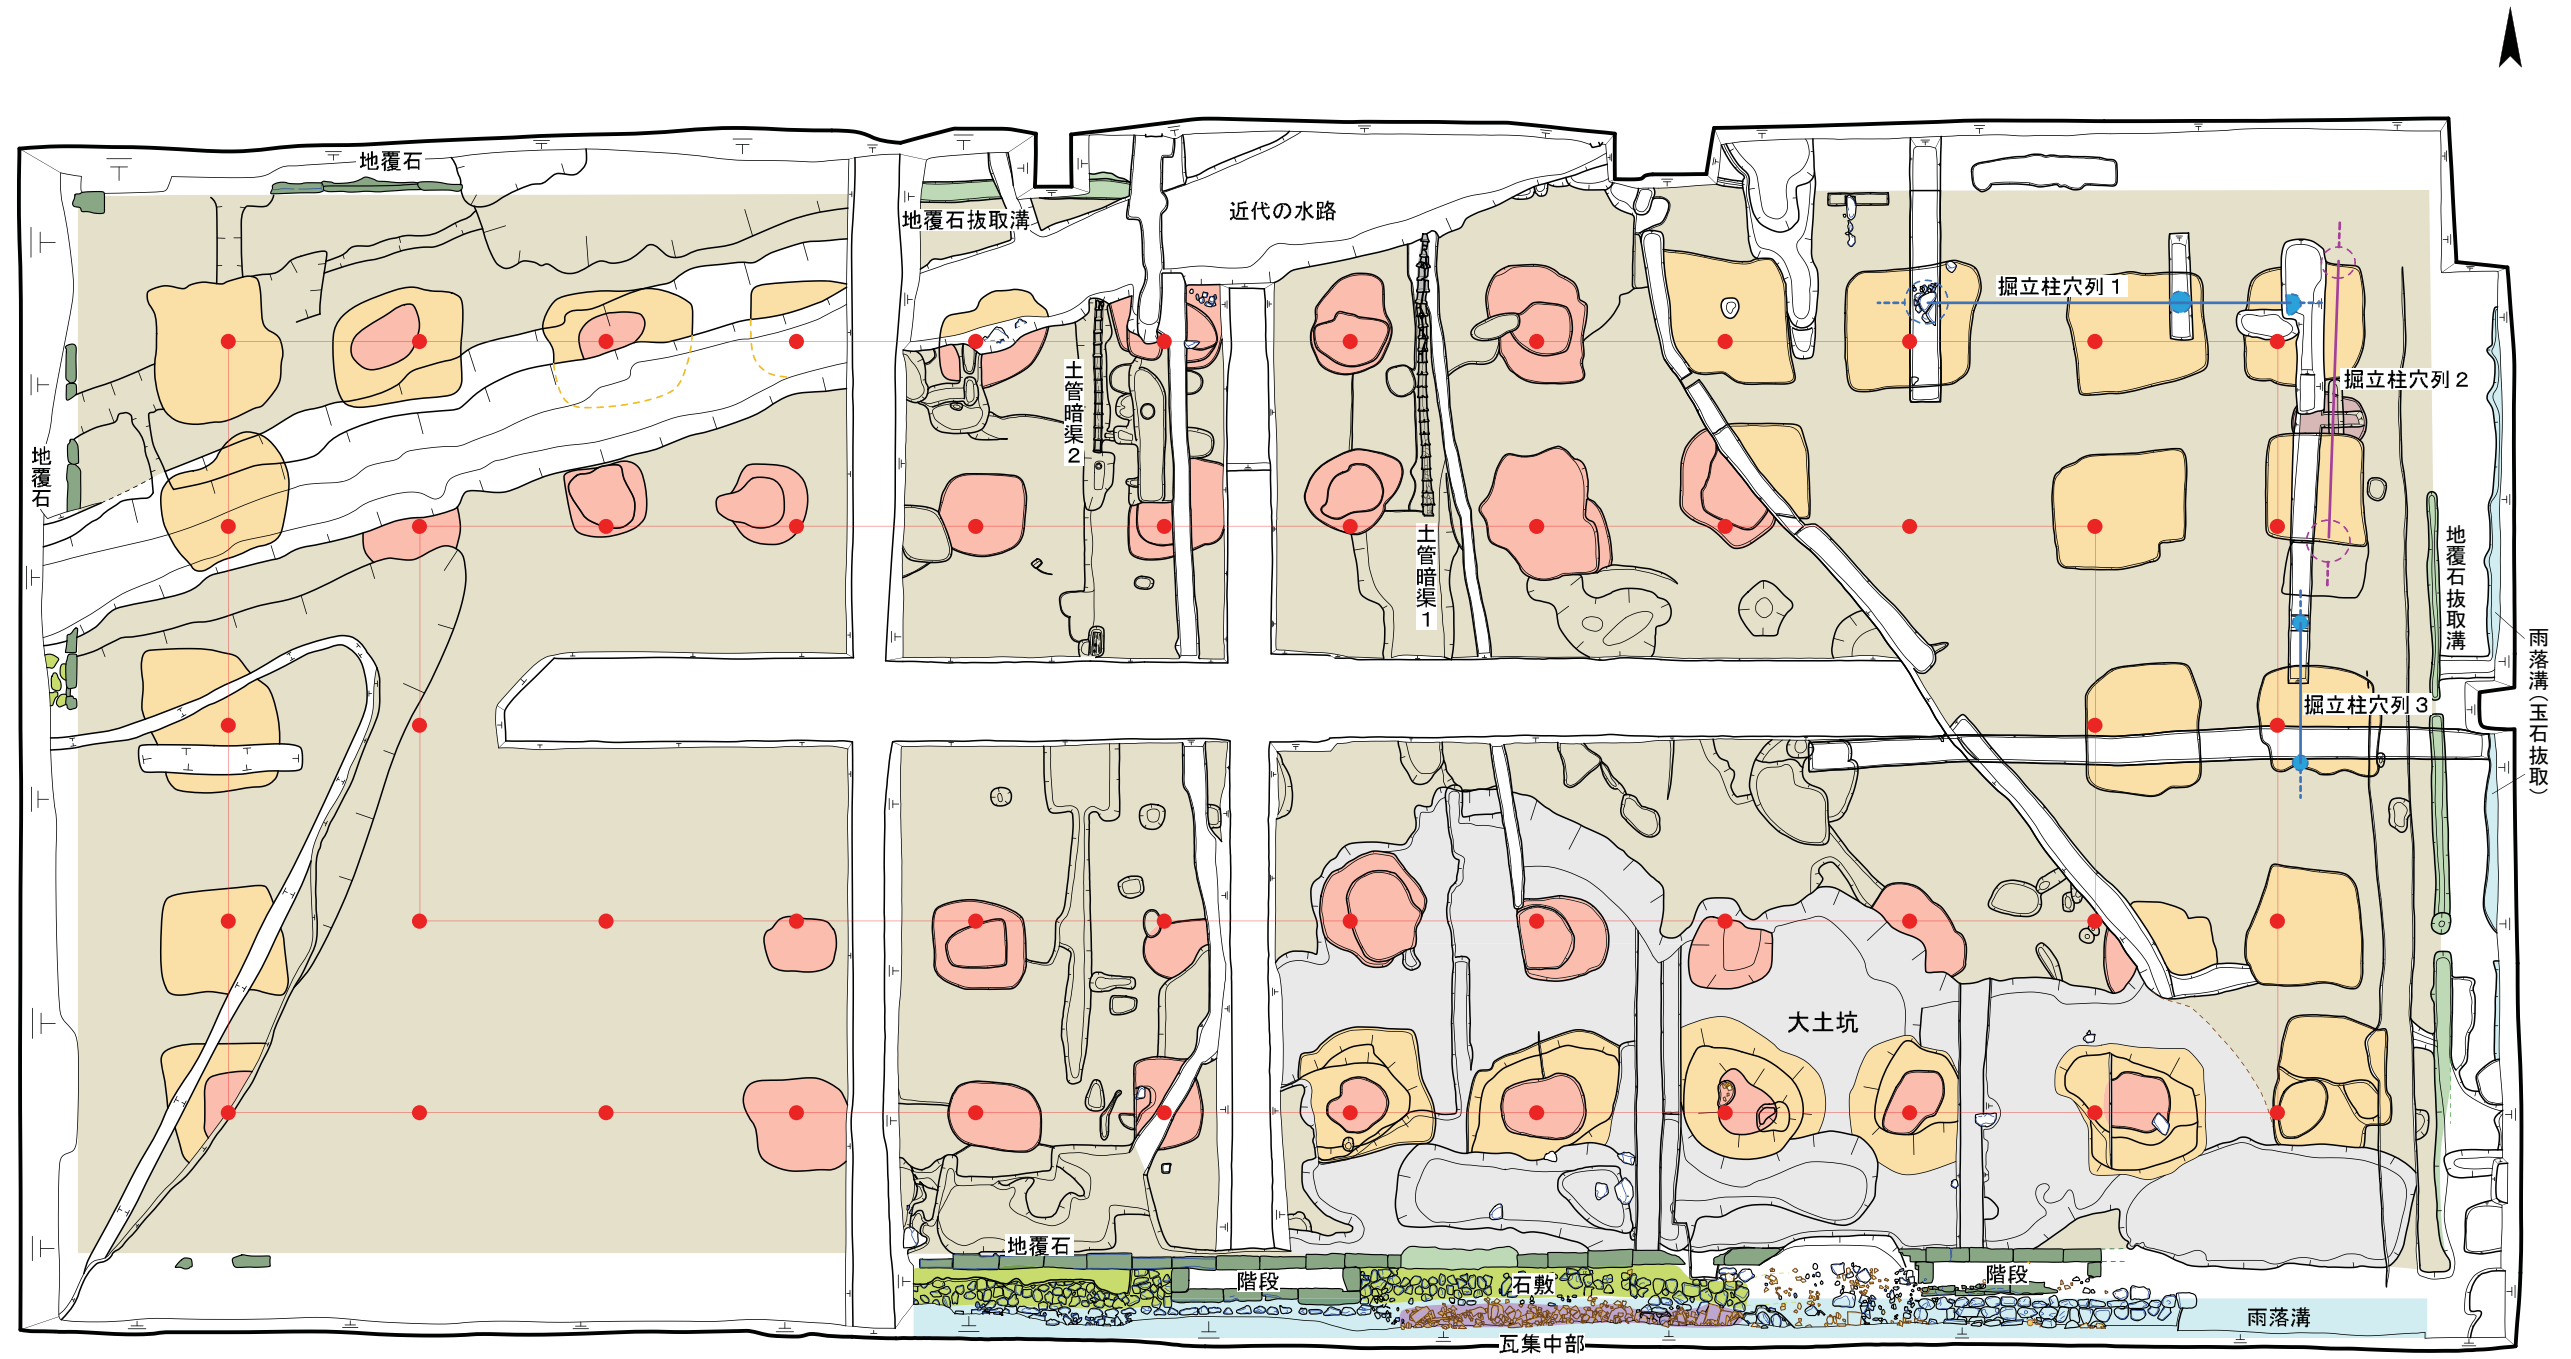 地覆石
地覆石抜取溝
近代の水路
掘立柱穴列1
掘立柱穴列2
土管暗渠2
地覆石
土管暗渠1
地覆石抜取溝
雨落溝(玉石抜取)
掘立柱穴列3
大土坑
地覆石
階段
石敷
階段
雨落溝
瓦集中部